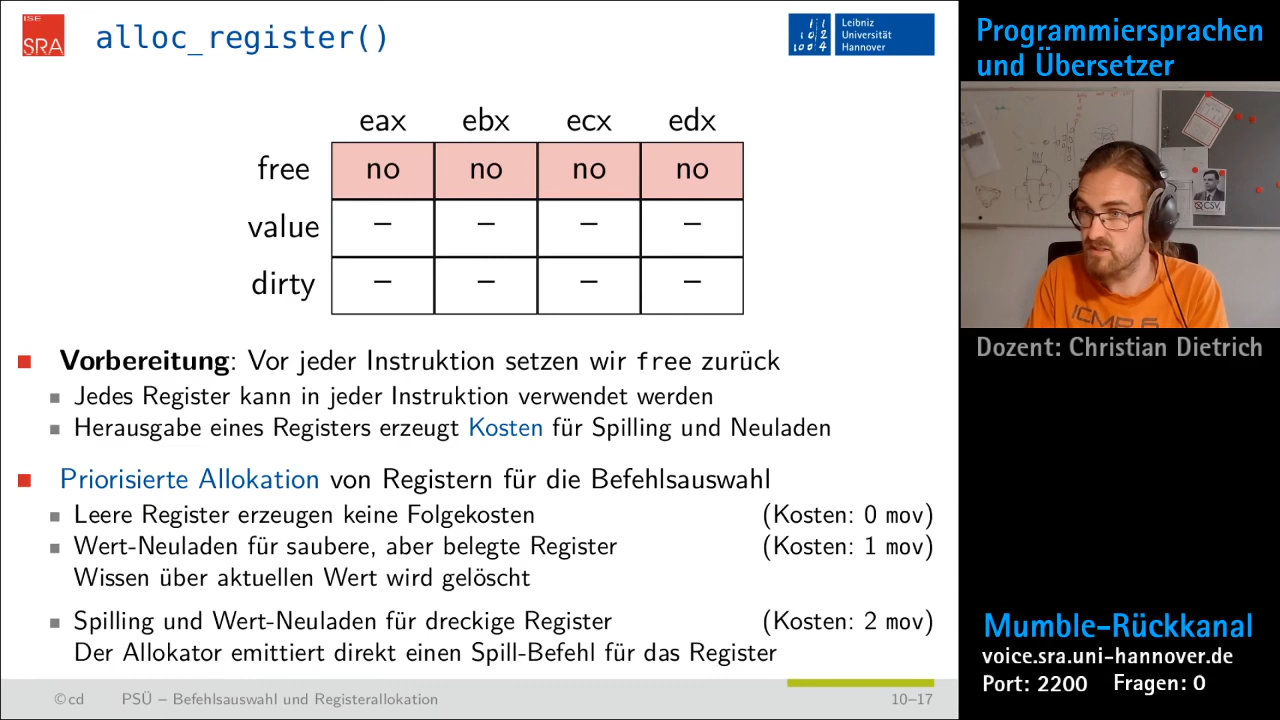 ISE
SRA
alloc_register()
Leibniz
Universität
Hannover
eax ebx ecx edx
free no no no no
value – – – –
dirty – – – –
Vorbereitung: Vor jeder Instruktion setzen wir free zurück
Jedes Register kann in jeder Instruktion verwendet werden
Herausgabe eines Registers erzeugt Kosten für Spilling und Neuladen
Priorisierte Allokation von Registern für die Befehlsauswahl
Leere Register erzeugen keine Folgekosten (Kosten: 0 mov)
Wert-Neuladen für saubere, aber belegte Register (Kosten: 1 mov)
Wissen über aktuellen Wert wird gelöscht
Spilling und Wert-Neuladen für dreckige Register (Kosten: 2 mov)
Der Allokator emittiert direkt einen Spill-Befehl für das Register
©cd PSÜ – Befehlsauswahl und Registerallokation 10–17
Programmiersprachen
und Übersetzer
CSV
Dozent: Christian Dietrich
Mumble-Rückkanal
voice.sra.uni-hannover.de
Port: 2200 Fragen: 0